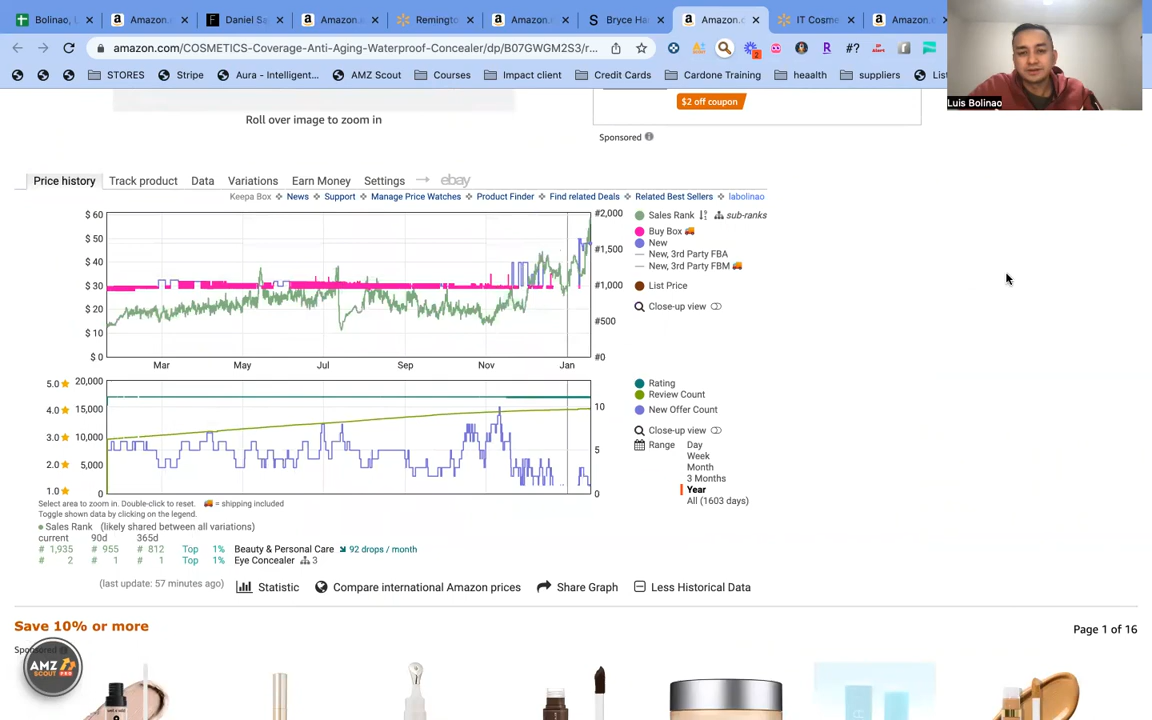 Bolinao, L
Amazon.c
Daniel Sa
Amazon.c
Remingto
Amazon.c
Bryce Ha
Amazon.c
IT Cosme
Amazon.c
amazon.com/COSMETICS-Coverage-Anti-Aging-Waterproof-Concealer/dp/B07GWGM2S3/r...
STORES Stripe Aura - Intelligent... AMZ Scout Courses Impact client Credit Cards Cardone Training heaalth suppliers List
Luis Bolinao
$2 off coupon
Roll over image to zoom in
Sponsored
Price history Track product Data Variations Earn Money Settings ebay
Keepa Box News Support Manage Price Watches Product Finder Find related Deals Related Best Sellers labolinao
$ 60
$ 50
$ 40
$ 30
$ 20
$ 10
$ 0
#2,000
#1,500
#1,000
#500
#0
Mar May Jul Sep Nov Jan
Sales Rank sub-ranks
Buy Box
New
New, 3rd Party FBA
New, 3rd Party FBM
List Price
Close-up view
5.0
4.0
3.0
2.0
1.0
20,000
15,000
10,000
5,000
0
10
5
0
Rating
Review Count
New Offer Count
Close-up view
Range Day
Week
Month
3 Months
Year
All (1603 days)
Select area to zoom in. Double-click to reset. = shipping included
Toggle shown data by clicking on the legend.
Sales Rank (likely shared between all variations)
current 90d 365d
# 1,935 # 955 # 812 Top 1% Beauty & Personal Care 92 drops / month
# 2 # 1 # 1 Top 1% Eye Concealer 3
(last update: 57 minutes ago)
Statistic Compare international Amazon prices Share Graph Less Historical Data
Save 10% or more
Page 1 of 16
AMZ
SCOUT PRO